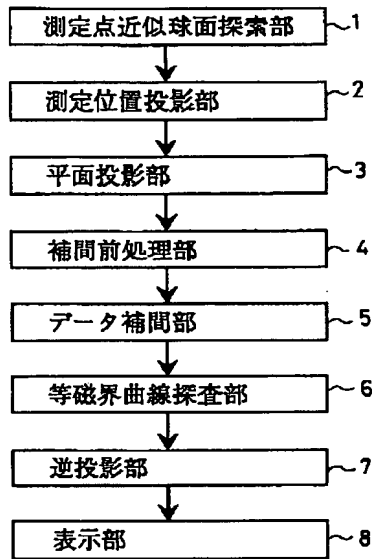 測定点近似球面探索部 1
測定位置投影部 2
平面投影部 3
補間前処理部 4
データ補間部 5
等磁界曲線探査部 6
逆投影部 7
表示部 8